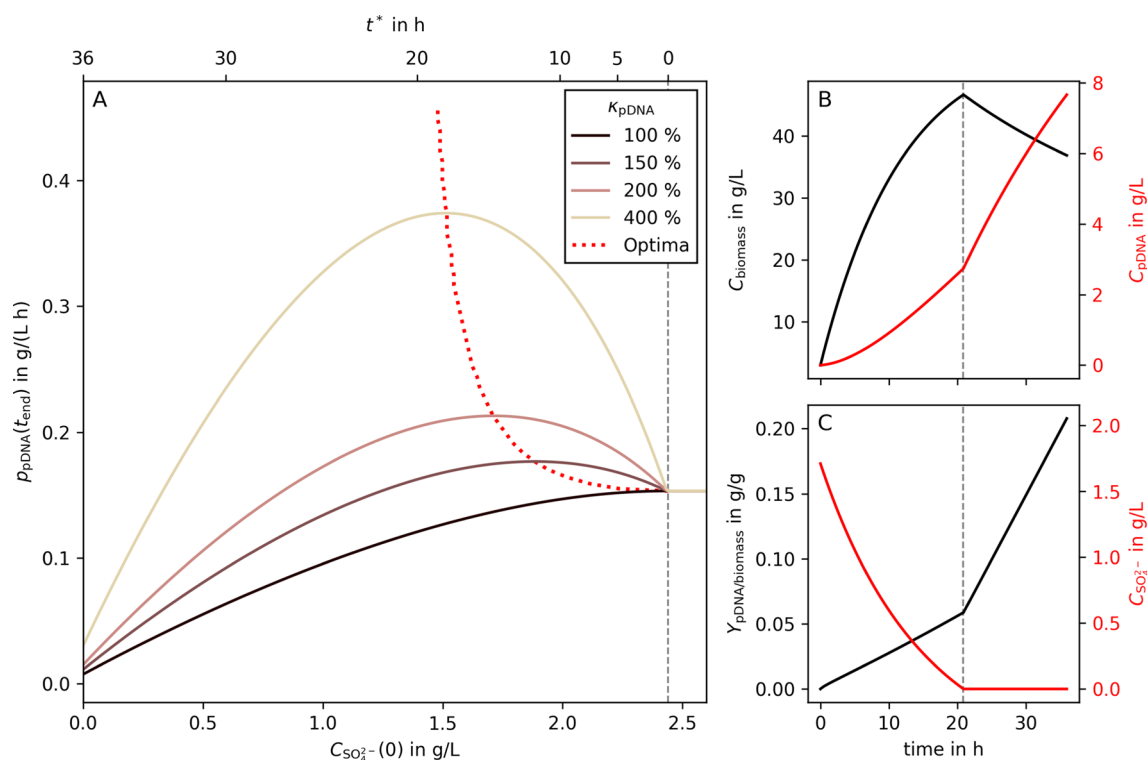 t* in h
36 30 20 10 5 0
A
κpDNA
100 %
150 %
200 %
400 %
Optima
0.4
0.3
0.2
0.1
0.0
ppDNA(tend) in g/(L h)
0.0 0.5 1.0 1.5 2.0 2.5
CSO₄²⁻(0) in g/L
B
40
30
20
10
Cbiomass in g/L
8
6
4
2
0
CpDNA in g/L
C
0.20
0.15
0.10
0.05
0.00
YpDNA/biomass in g/g
2.0
1.5
1.0
0.5
0.0
CSO₄²⁻ in g/L
0 20 30
time in h